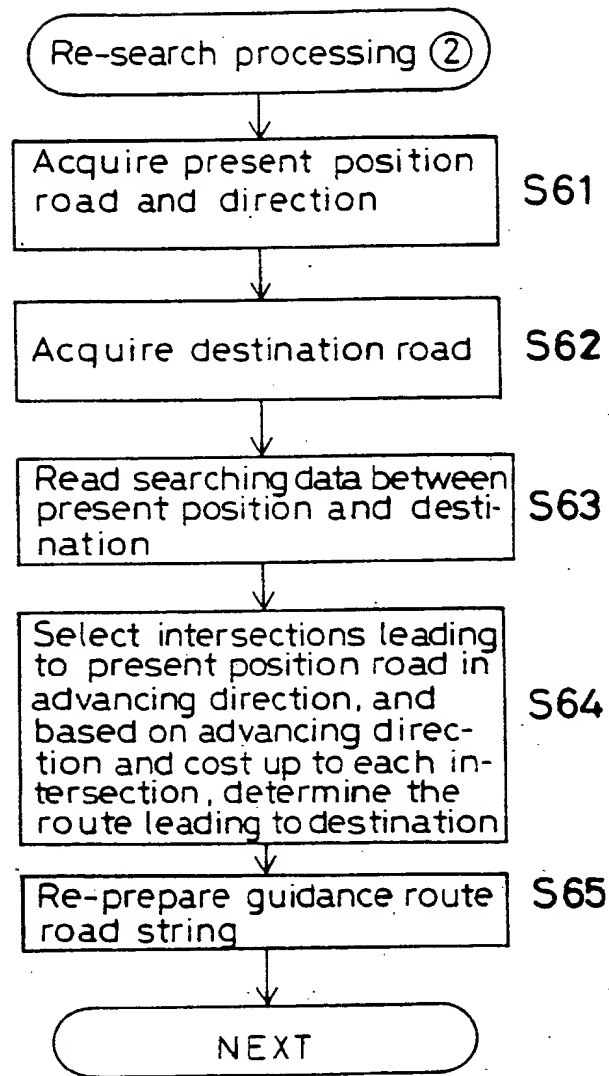 Re-search processing ②
Acquire present position
road and direction
S61
Acquire destination road
S62
Read searching data between
present position and desti-
nation
S63
Select intersections leading
to present position road in
advancing direction, and
based on advancing direc-
tion and cost up to each in-
tersection, determine the
route leading to destination
S64
Re-prepare guidance route
road string
S65
NEXT